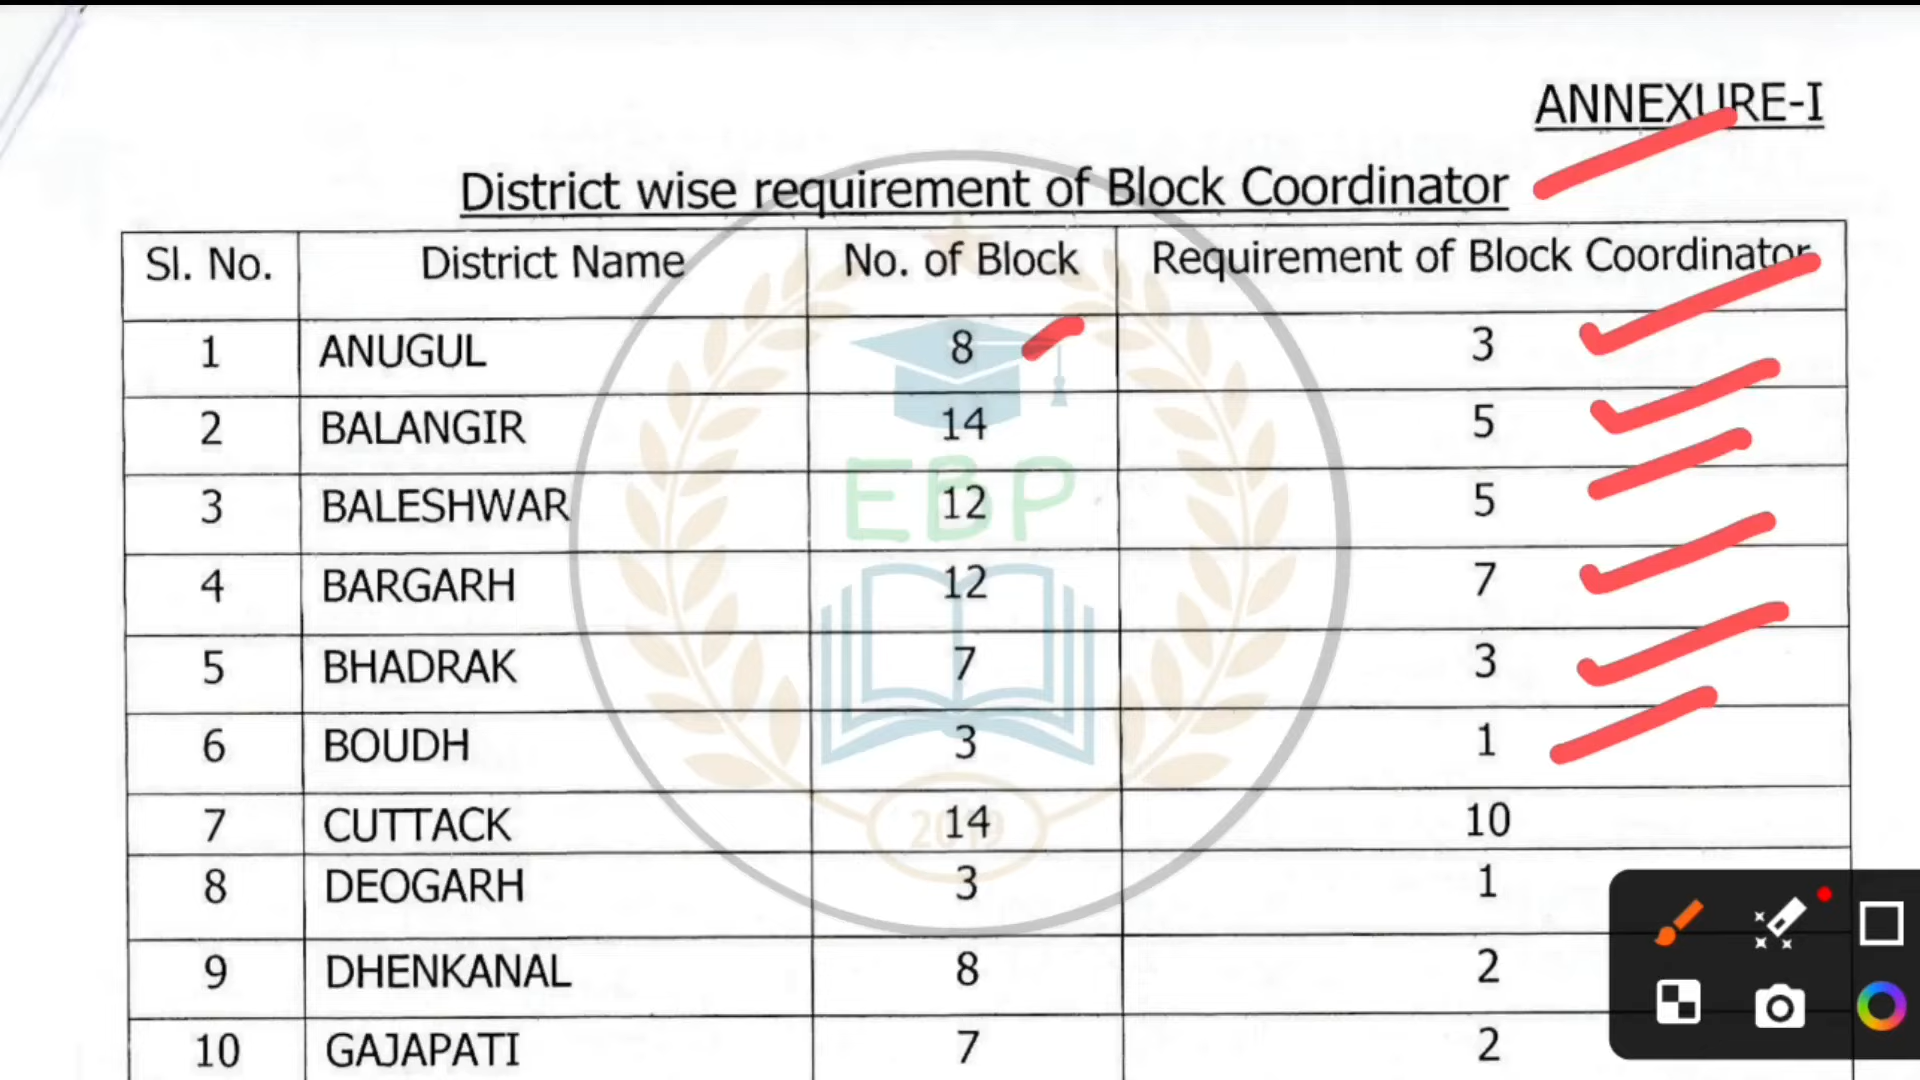 ANNEXURE-I
District wise requirement of Block Coordinator
Sl. No. District Name No. of Block Requirement of Block Coordinator
1 ANUGUL 8 3
2 BALANGIR 14 5
3 BALESHWAR 12 5
EBP
4 BARGARH 12 7
5 BHADRAK 7 3
6 BOUDH 3 1
7 CUTTACK 14 10
2019
8 DEOGARH 3 1
9 DHENKANAL 8 2
10 GAJAPATI 7 2